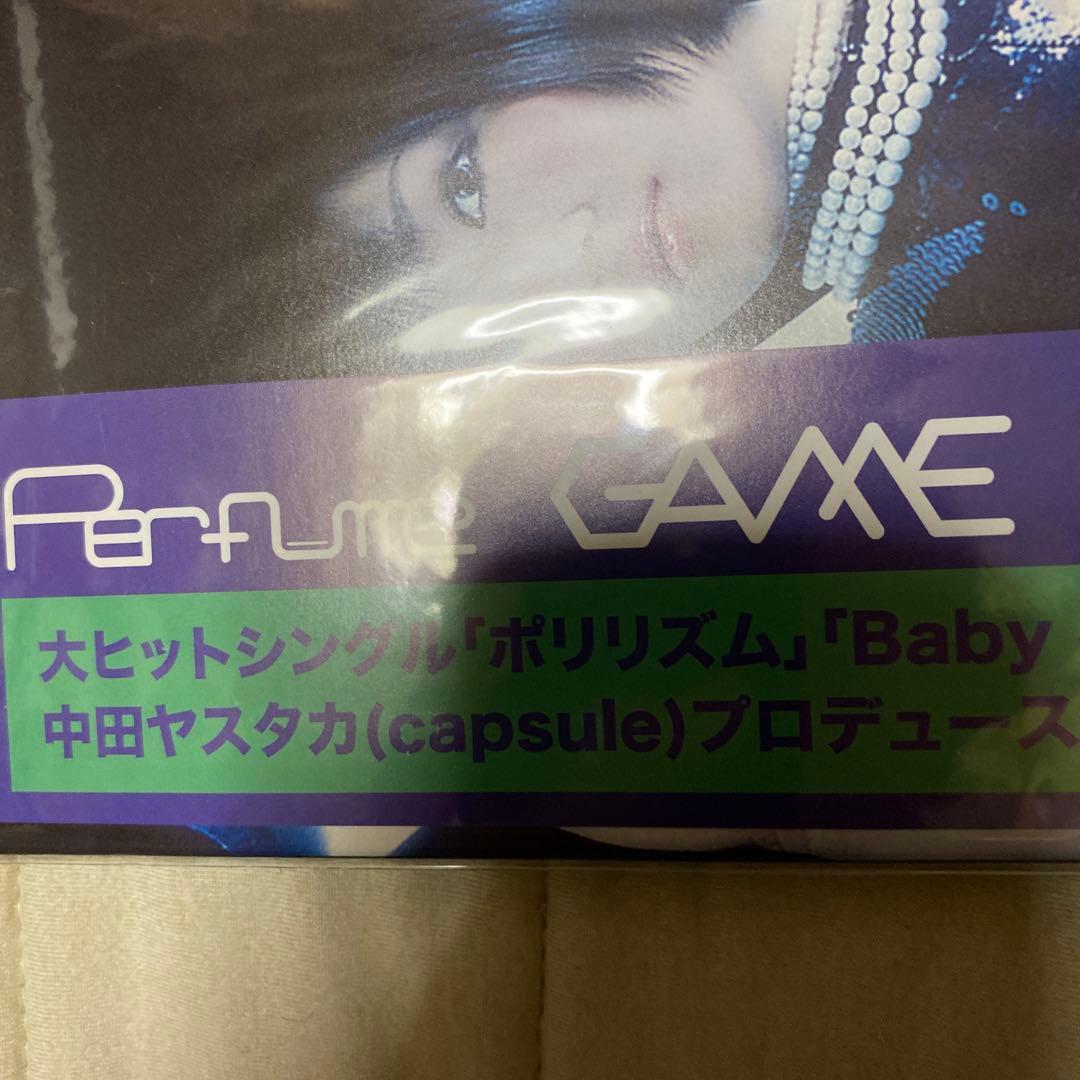 Perfume GAME
大ヒットシングル「ポリリズム」「Baby
中田ヤスタカ(capsule)プロデュース